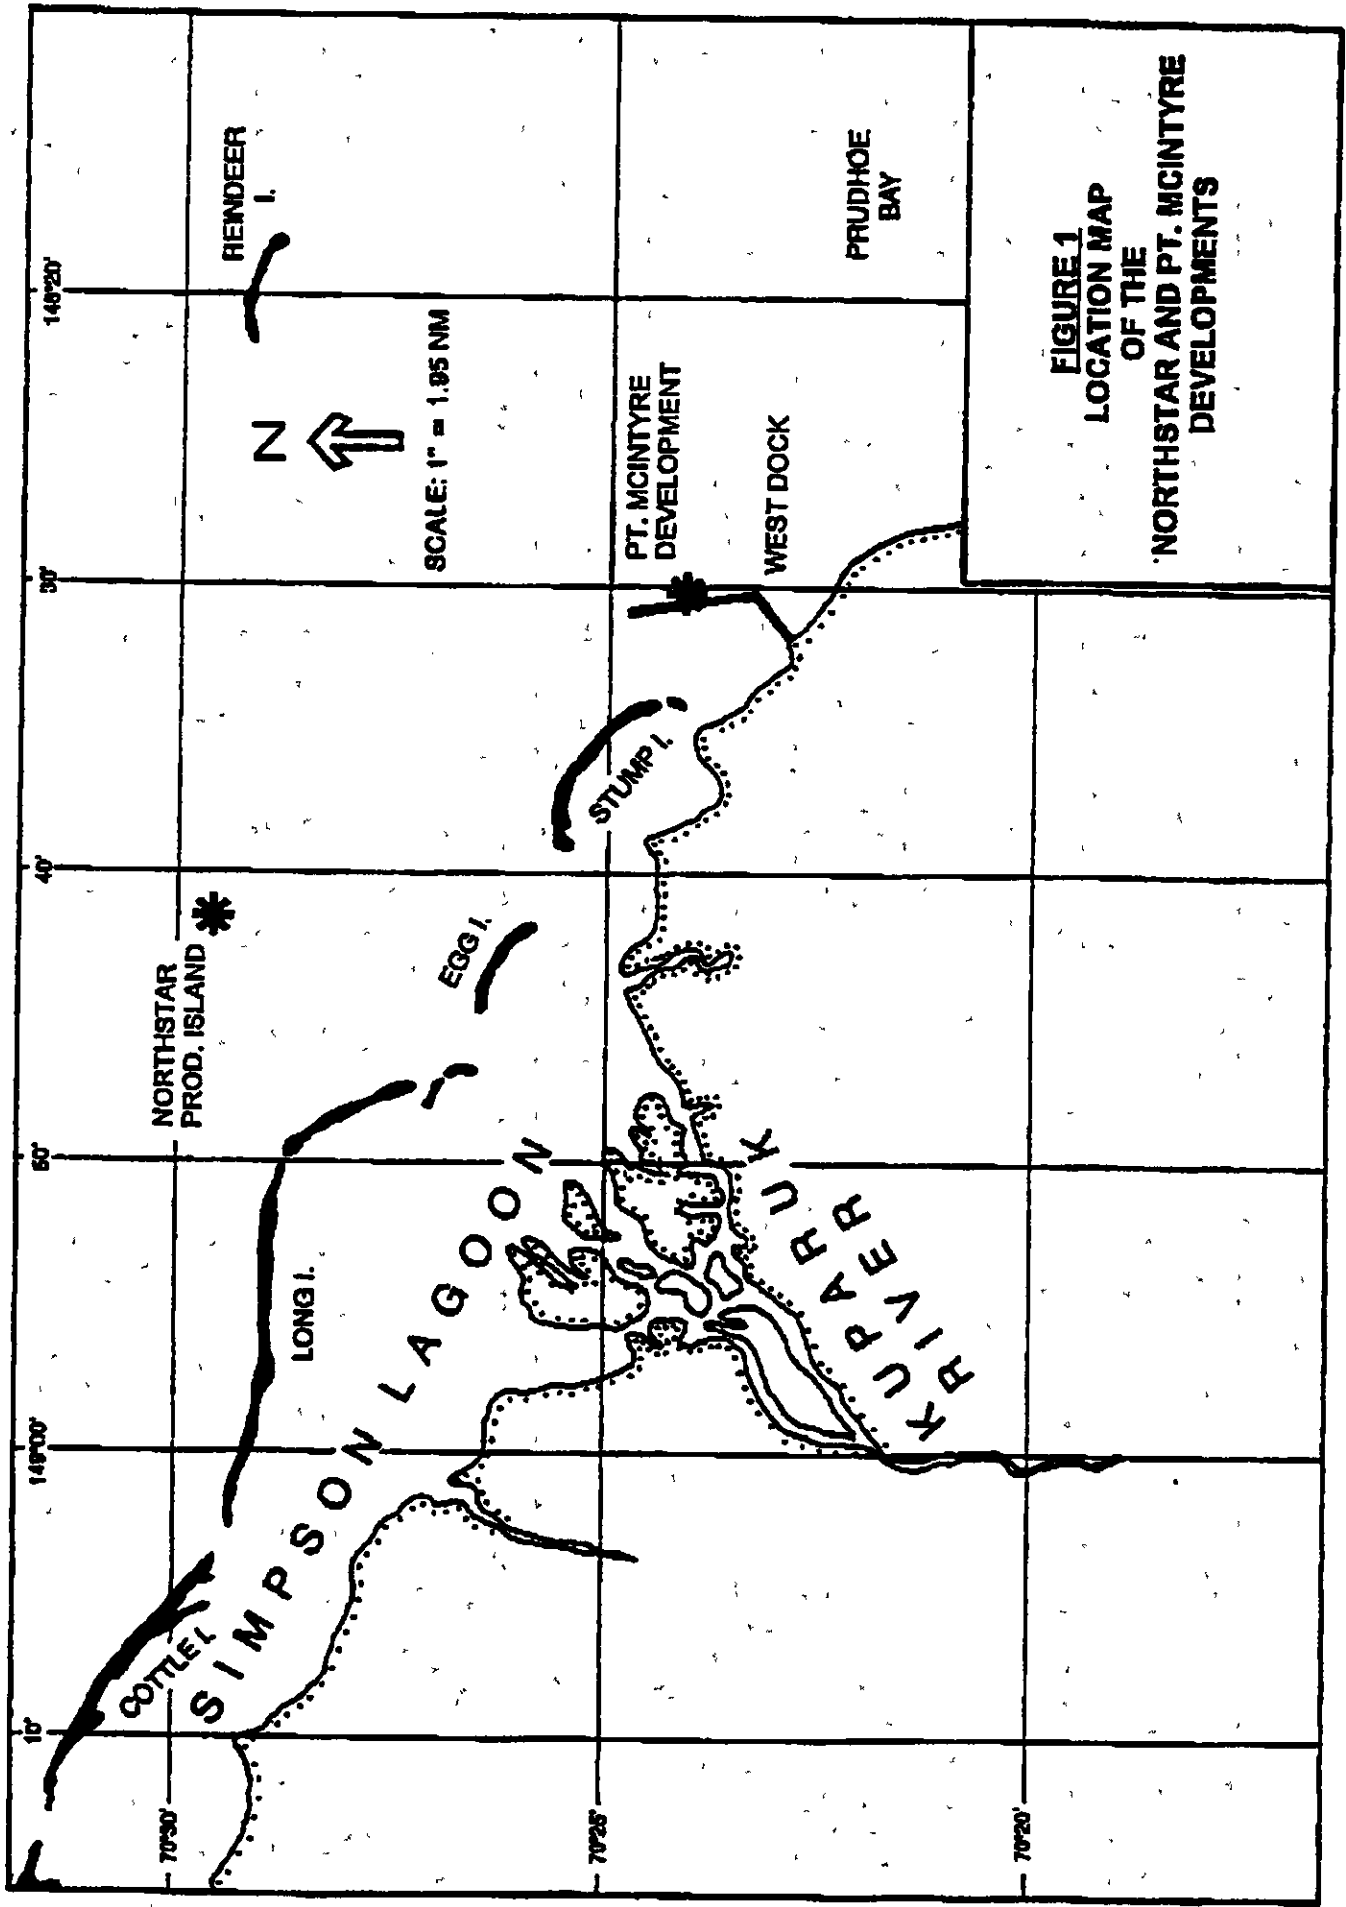 149°00'
10'
50'
40'
30'
148°20'
70°30'
70°25'
70°20'
COTTLE I.
SIMPSON LAGOON
LONG I.
NORTHSTAR
PROD. ISLAND
EGG I.
STUMP I.
REINDEER
I.
N
SCALE: 1" = 1.95 NM
PT. MCINTYRE
DEVELOPMENT
WEST DOCK
PRUDHOE
BAY
KUPARUK
RIVER
FIGURE 1
LOCATION MAP
OF THE
NORTHSTAR AND PT. MCINTYRE
DEVELOPMENTS